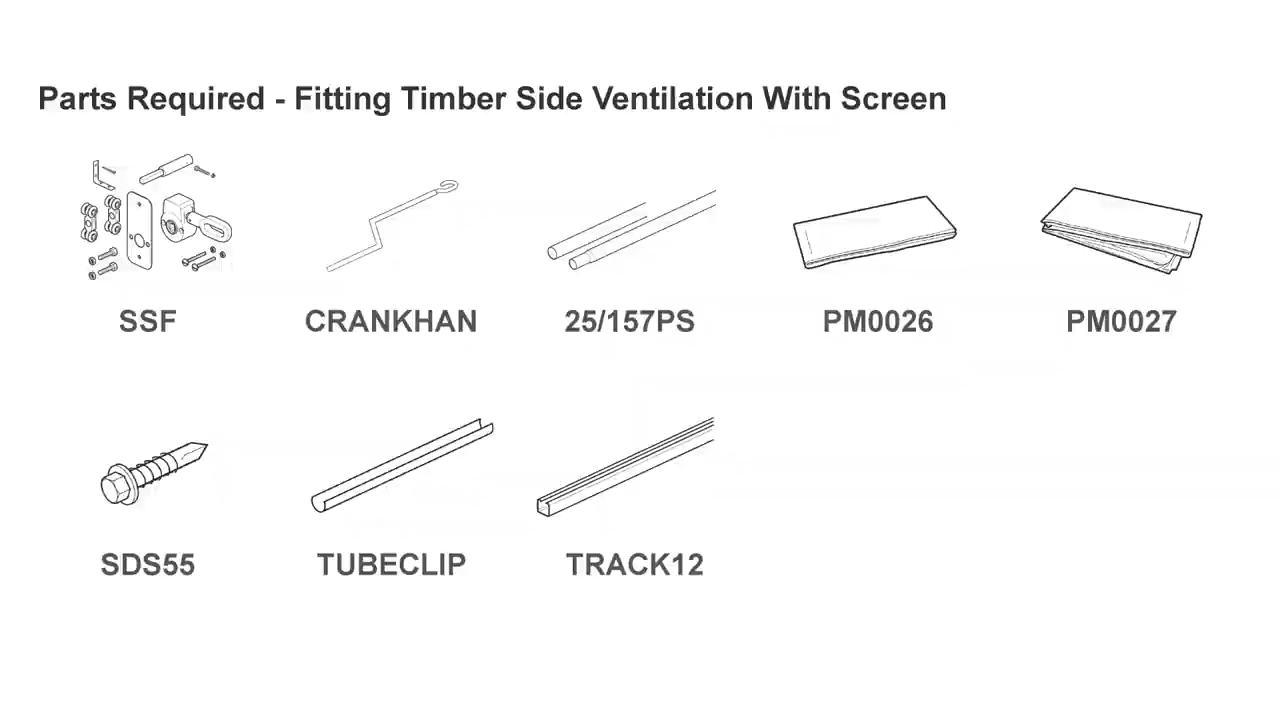 Parts Required - Fitting Timber Side Ventilation With Screen
SSF CRANKHAN 25/157PS PM0026 PM0027
SDS55 TUBECLIP TRACK12